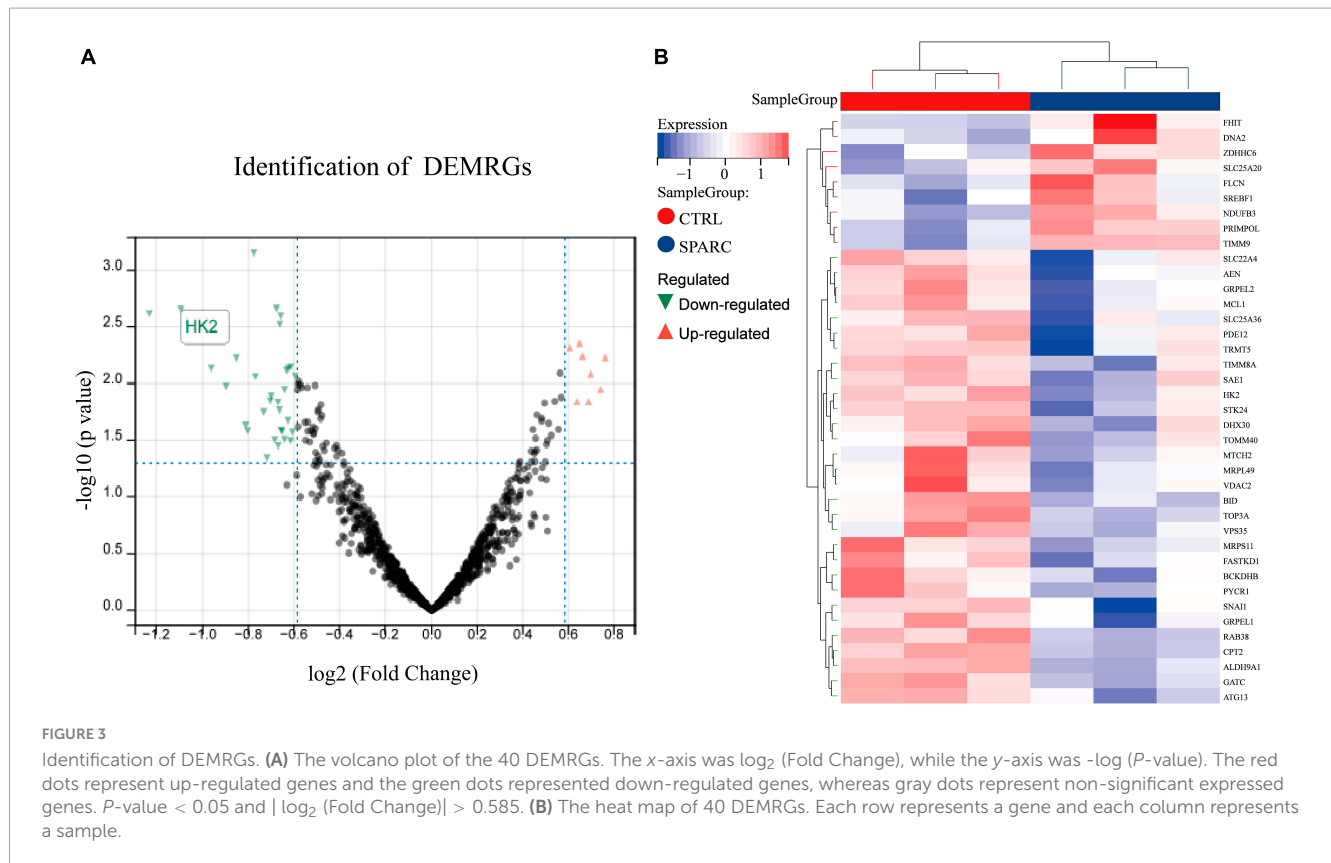 A
Identification of DEMRGs
HK2
3.0
2.5
2.0
1.5
1.0
0.5
0.0
-log10 (p value)
−1.2 −1.0 −0.8 −0.6 −0.4 −0.2 0.0 0.2 0.4 0.6 0.8
log2 (Fold Change)
B
SampleGroup
Expression
−1 0 1
SampleGroup:
CTRL
SPARC
Regulated
Down-regulated
Up-regulated
FHIT
DNA2
ZDHHC6
SLC25A20
FLCN
SREBF1
NDUFB3
PRIMPOL
TIMM9
SLC22A4
AEN
GRPEL2
MCL1
SLC25A36
PDE12
TRMT5
TIMM8A
SAE1
HK2
STK24
DHX30
TOMM40
MTCH2
MRPL49
VDAC2
BID
TOP3A
VPS35
MRPS11
FASTKD1
BCKDHB
PYCR1
SNAI1
GRPEL1
RAB38
CPT2
ALDH9A1
GATC
ATG13
FIGURE 3
Identification of DEMRGs. (A) The volcano plot of the 40 DEMRGs. The x-axis was log2 (Fold Change), while the y-axis was -log (P-value). The red
dots represent up-regulated genes and the green dots represented down-regulated genes, whereas gray dots represent non-significant expressed
genes. P-value < 0.05 and | log2 (Fold Change)| > 0.585. (B) The heat map of 40 DEMRGs. Each row represents a gene and each column represents
a sample.